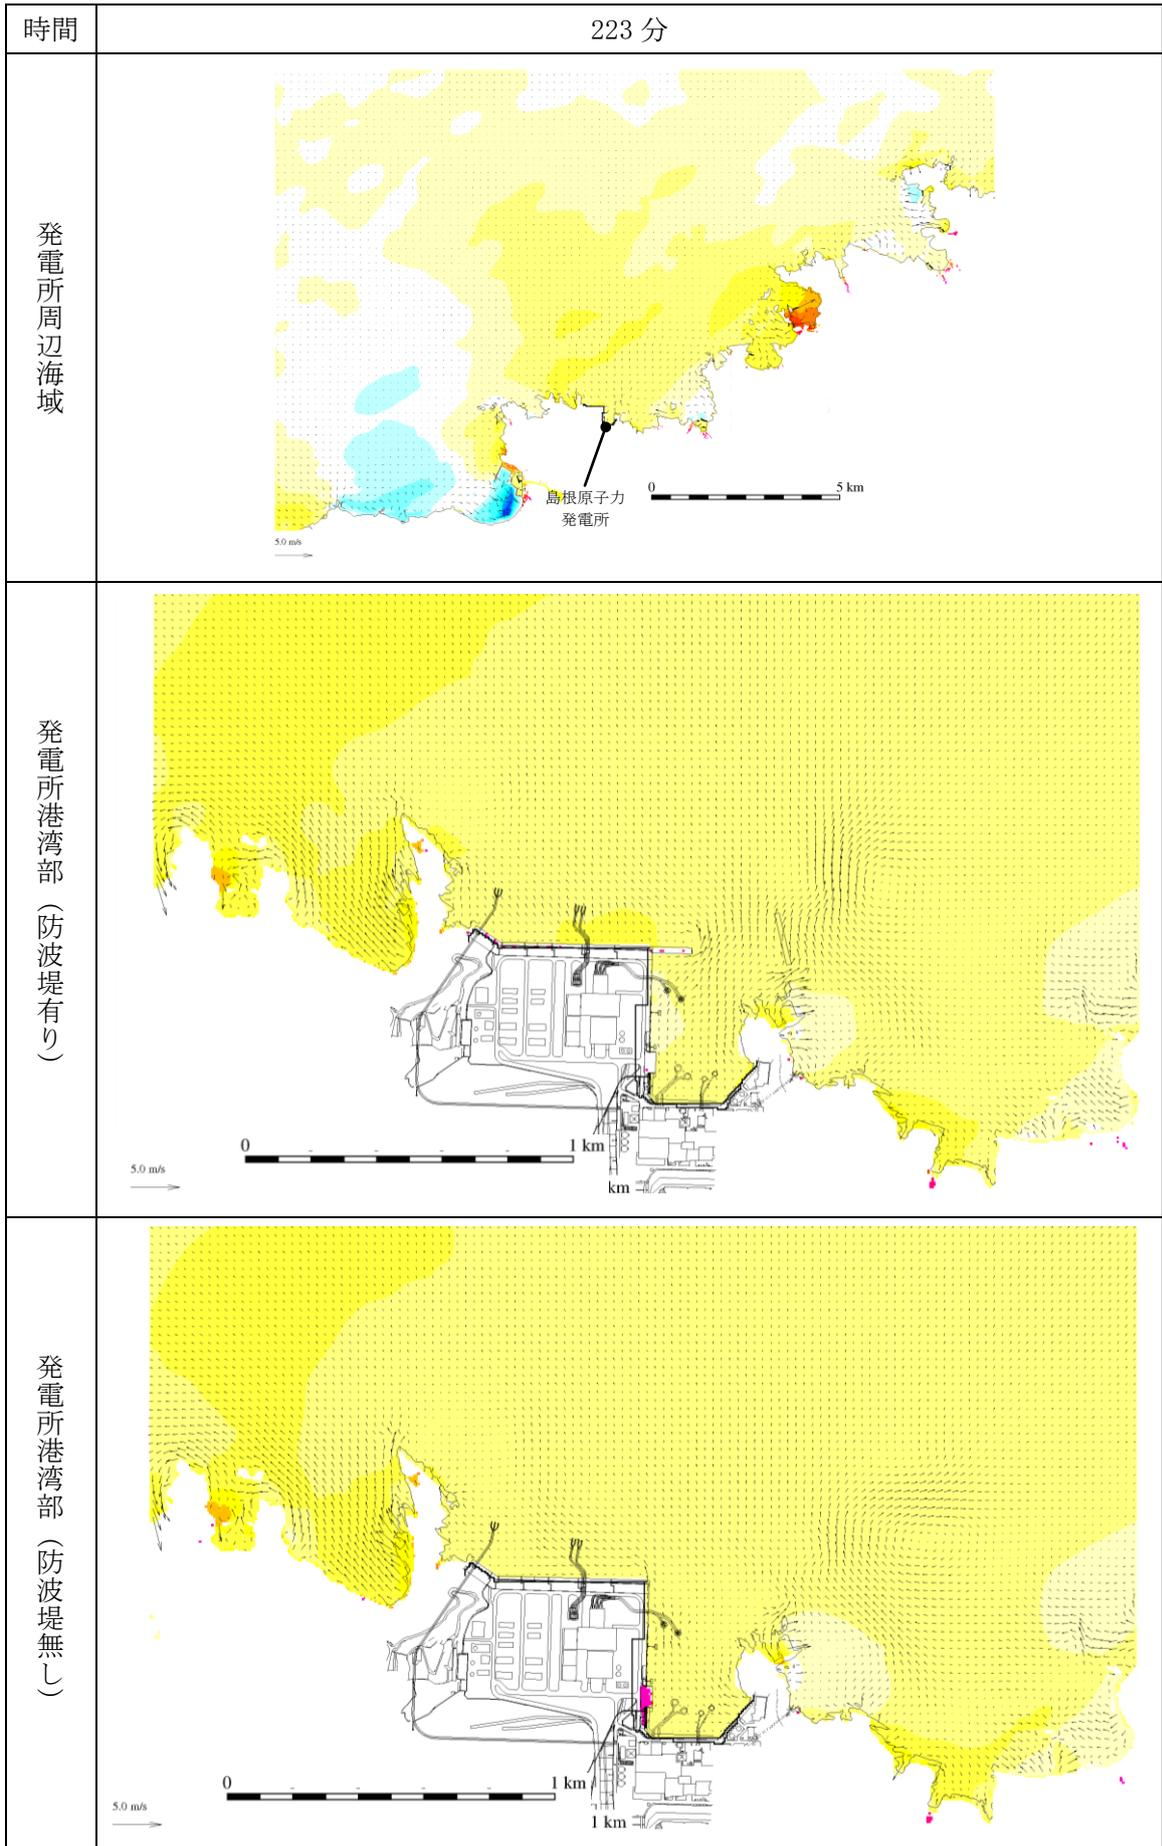 時間
223 分
発電所周辺海域
島根原子力
発電所
0
5 km
5.0 m/s
発電所港湾部（防波堤有り）
0
1 km
5.0 m/s
km
発電所港湾部（防波堤無し）
0
1 km
5.0 m/s
1 km